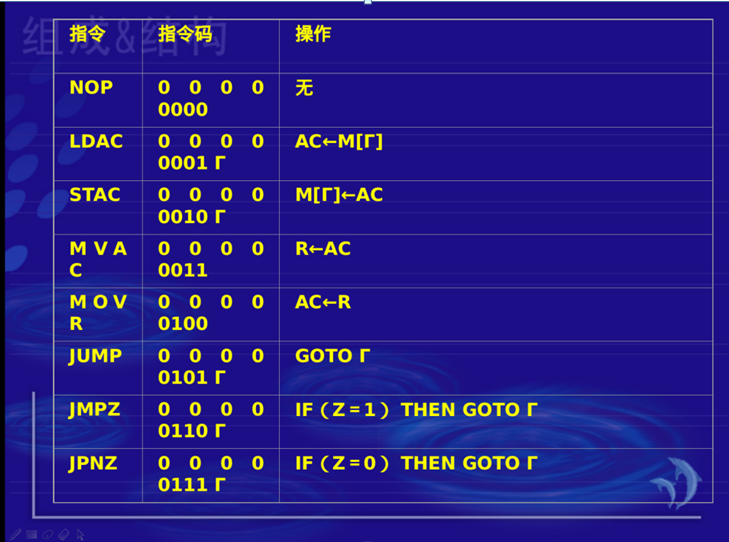 组成&结构
指令 指令码 操作
NOP 0 0 0 0 无
0000
LDAC 0 0 0 0 AC←M[Γ]
0001 Γ
STAC 0 0 0 0 M[Γ]←AC
0010 Γ
M V A 0 0 0 0 R←AC
C 0011
M O V 0 0 0 0 AC←R
R 0100
JUMP 0 0 0 0 GOTO Γ
0101 Γ
JMPZ 0 0 0 0 IF（Z=1）THEN GOTO Γ
0110 Γ
JPNZ 0 0 0 0 IF（Z=0）THEN GOTO Γ
0111 Γ